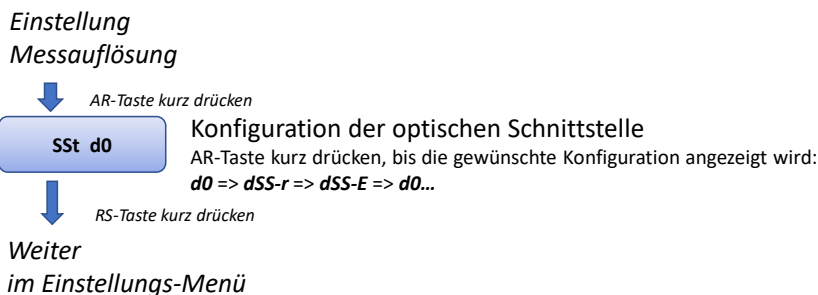 Einstellung
Messauflösung
AR-Taste kurz drücken
SSt d0
Konfiguration der optischen Schnittstelle
AR-Taste kurz drücken, bis die gewünschte Konfiguration angezeigt wird:
d0 => dSS-r => dSS-E => d0...
RS-Taste kurz drücken
Weiter
im Einstellungs-Menü